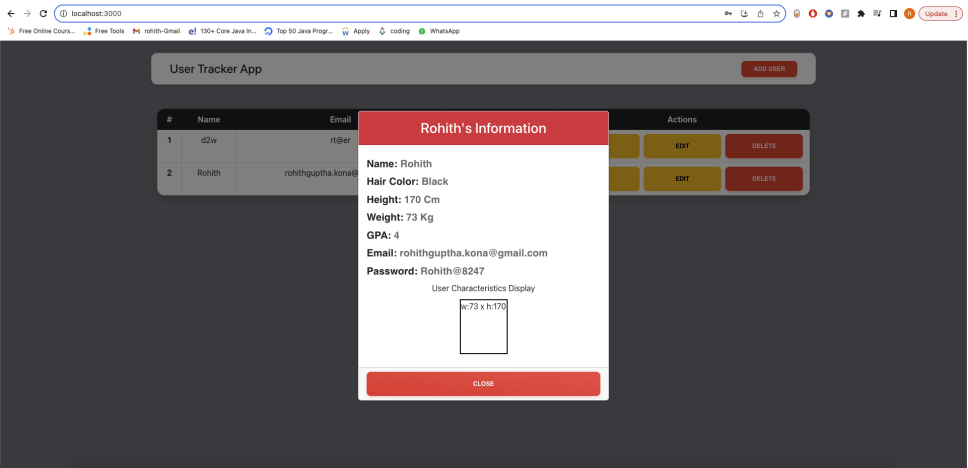 localhost:3000
Update
Free Online Cours...
Free Tools
rohith-Gmail
130+ Core Java In...
Top 50 Java Progr...
Apply
coding
WhatsApp
User Tracker App
ADD USER
# Name Email Actions
1 d2w rt@er EDIT DELETE
2 Rohith rohithguptha.kona@ EDIT DELETE
Rohith's Information
Name: Rohith
Hair Color: Black
Height: 170 Cm
Weight: 73 Kg
GPA: 4
Email: rohithguptha.kona@gmail.com
Password: Rohith@8247
User Characteristics Display
w:73 x h:170
CLOSE